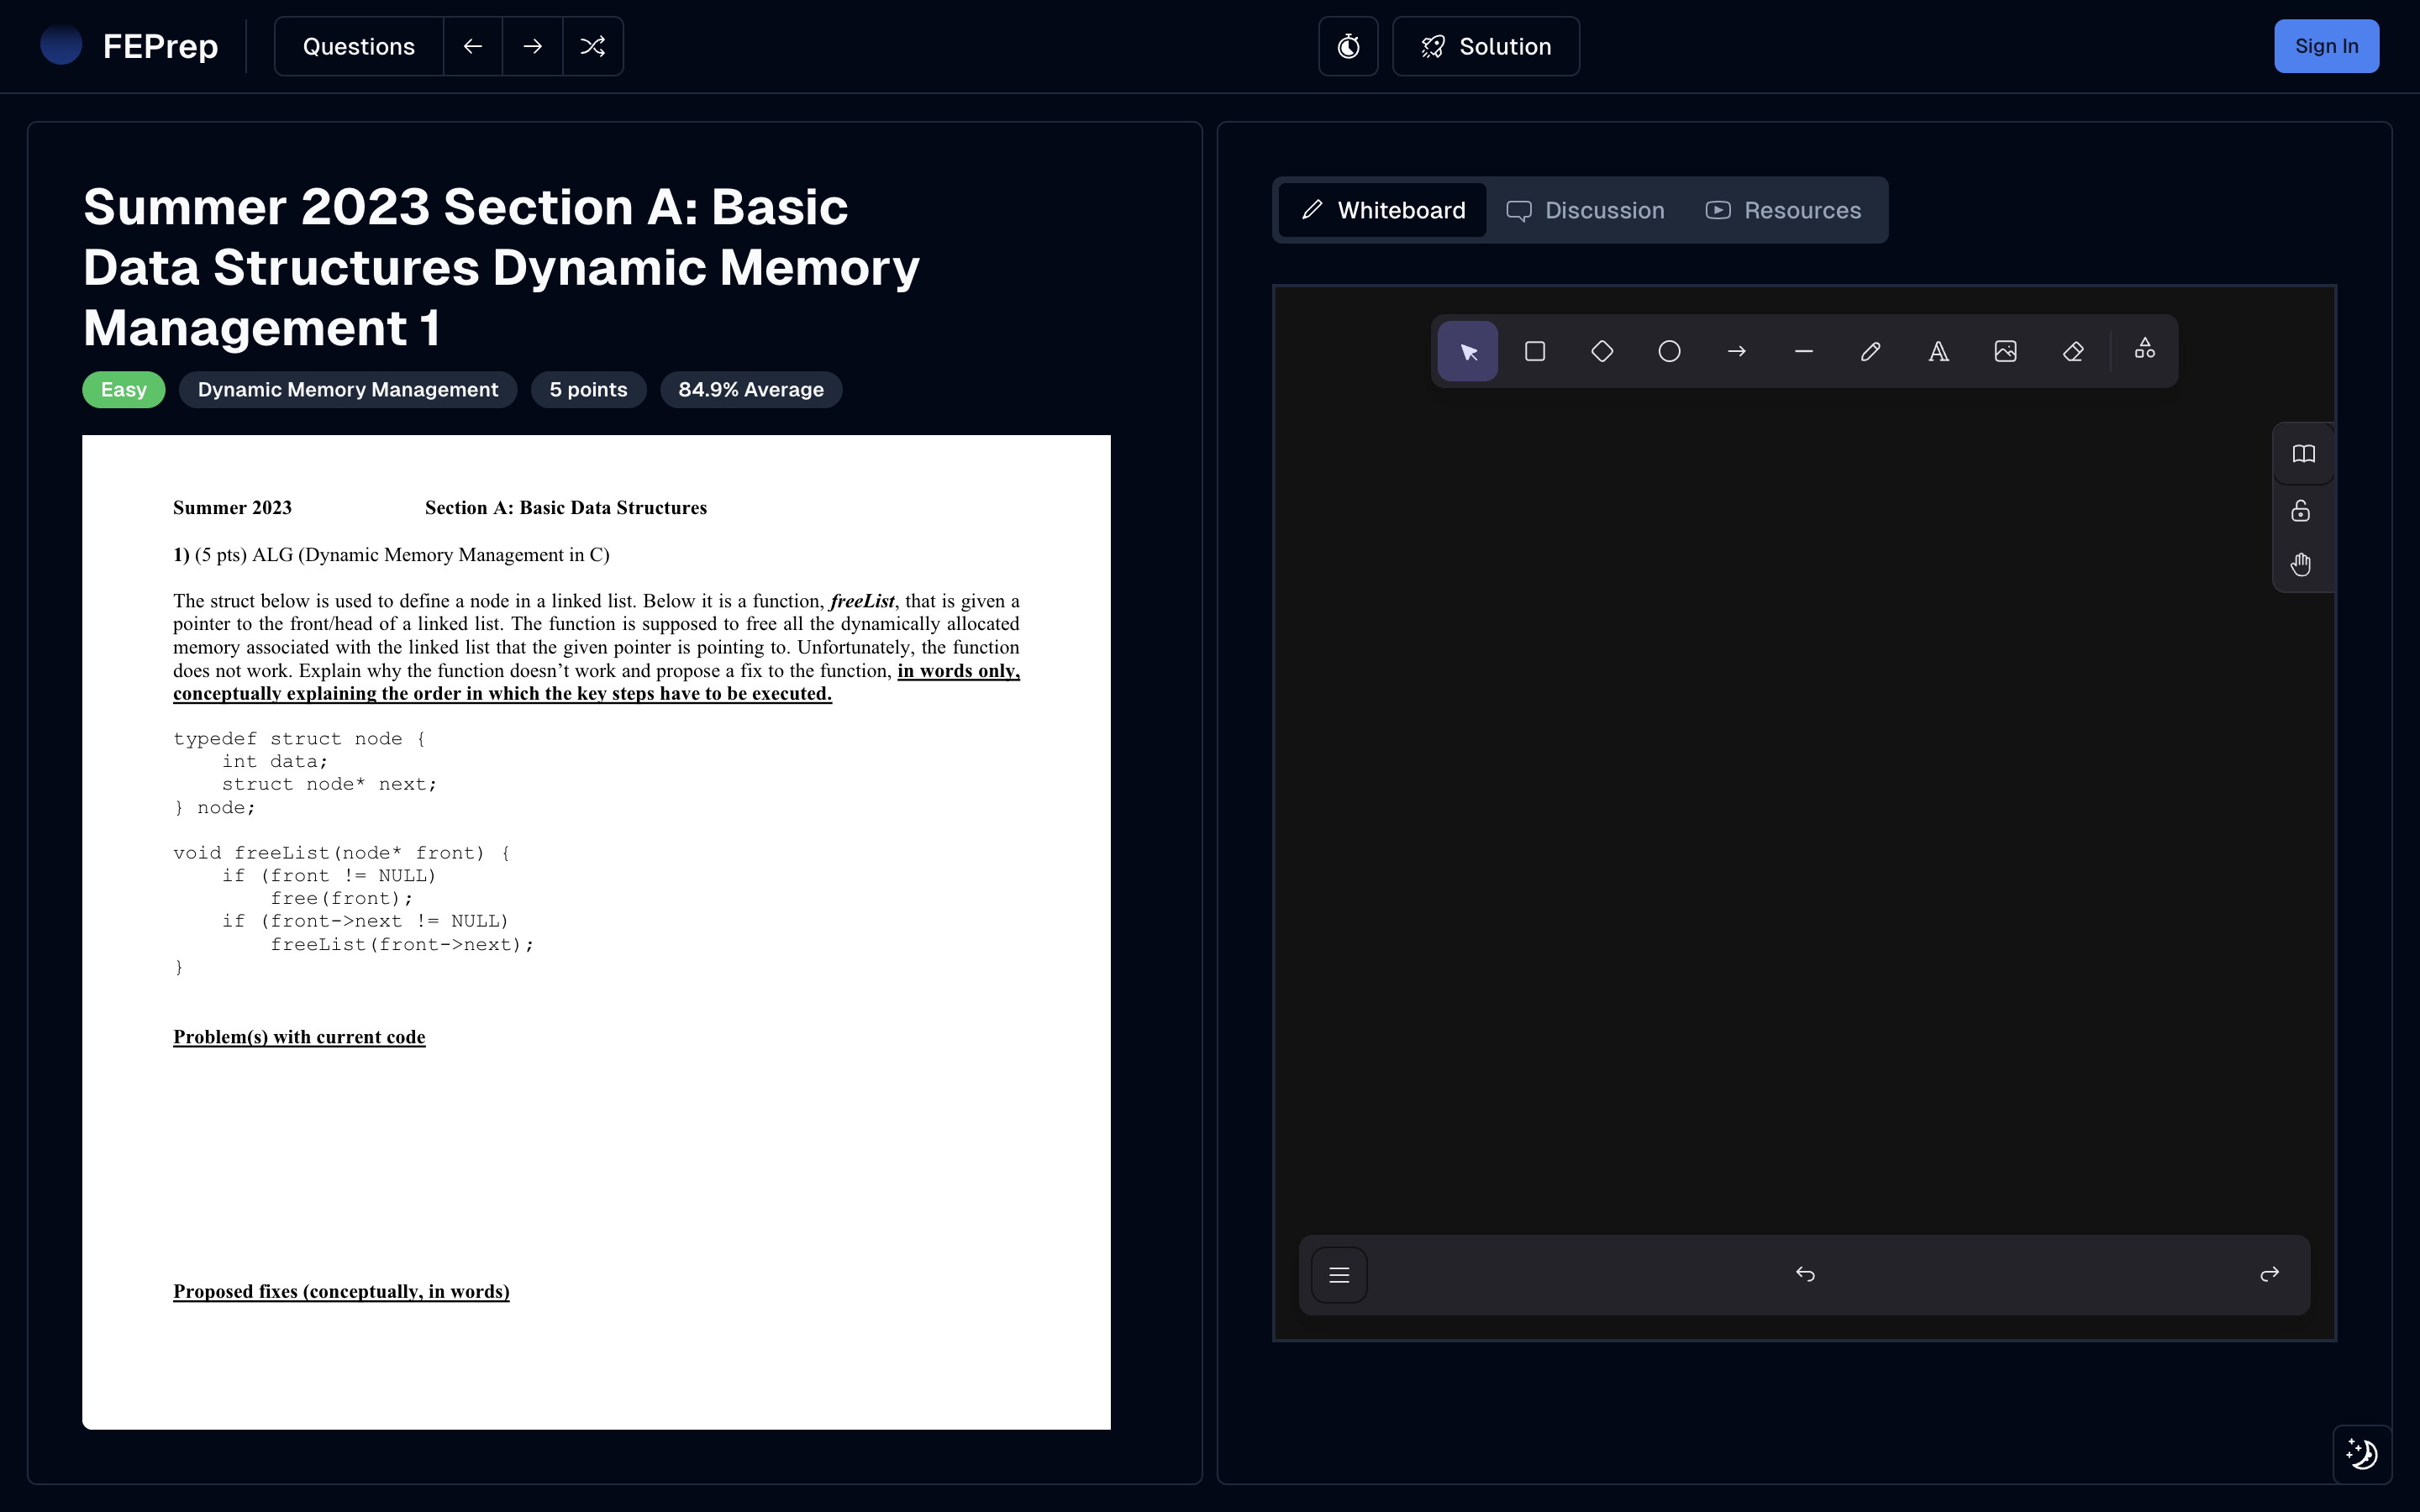 FEPrep
Questions
Solution
Sign In
Summer 2023 Section A: Basic
Data Structures Dynamic Memory
Management 1
Easy
Dynamic Memory Management
5 points
84.9% Average
Summer 2023 Section A: Basic Data Structures
1) (5 pts) ALG (Dynamic Memory Management in C)
The struct below is used to define a node in a linked list. Below it is a function, freeList, that is given a
pointer to the front/head of a linked list. The function is supposed to free all the dynamically allocated
memory associated with the linked list that the given pointer is pointing to. Unfortunately, the function
does not work. Explain why the function doesn’t work and propose a fix to the function, in words only,
conceptually explaining the order in which the key steps have to be executed.
typedef struct node {
    int data;
    struct node* next;
} node;
void freeList(node* front) {
    if (front != NULL)
        free(front);
    if (front->next != NULL)
        freeList(front->next);
}
Problem(s) with current code
Proposed fixes (conceptually, in words)
Whiteboard
Discussion
Resources